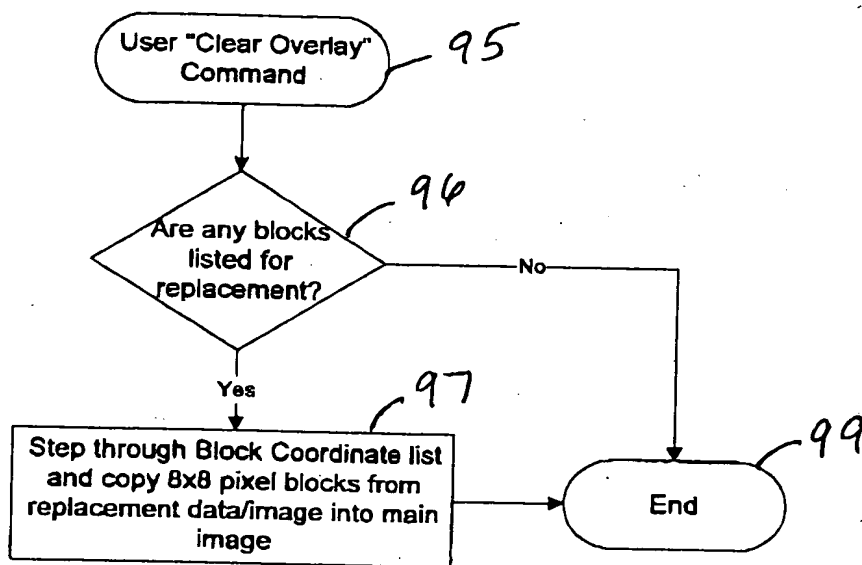 User "Clear Overlay"
Command
95
96
Are any blocks
listed for
replacement?
No
Yes
97
Step through Block Coordinate list
and copy 8x8 pixel blocks from
replacement data/image into main
image
99
End